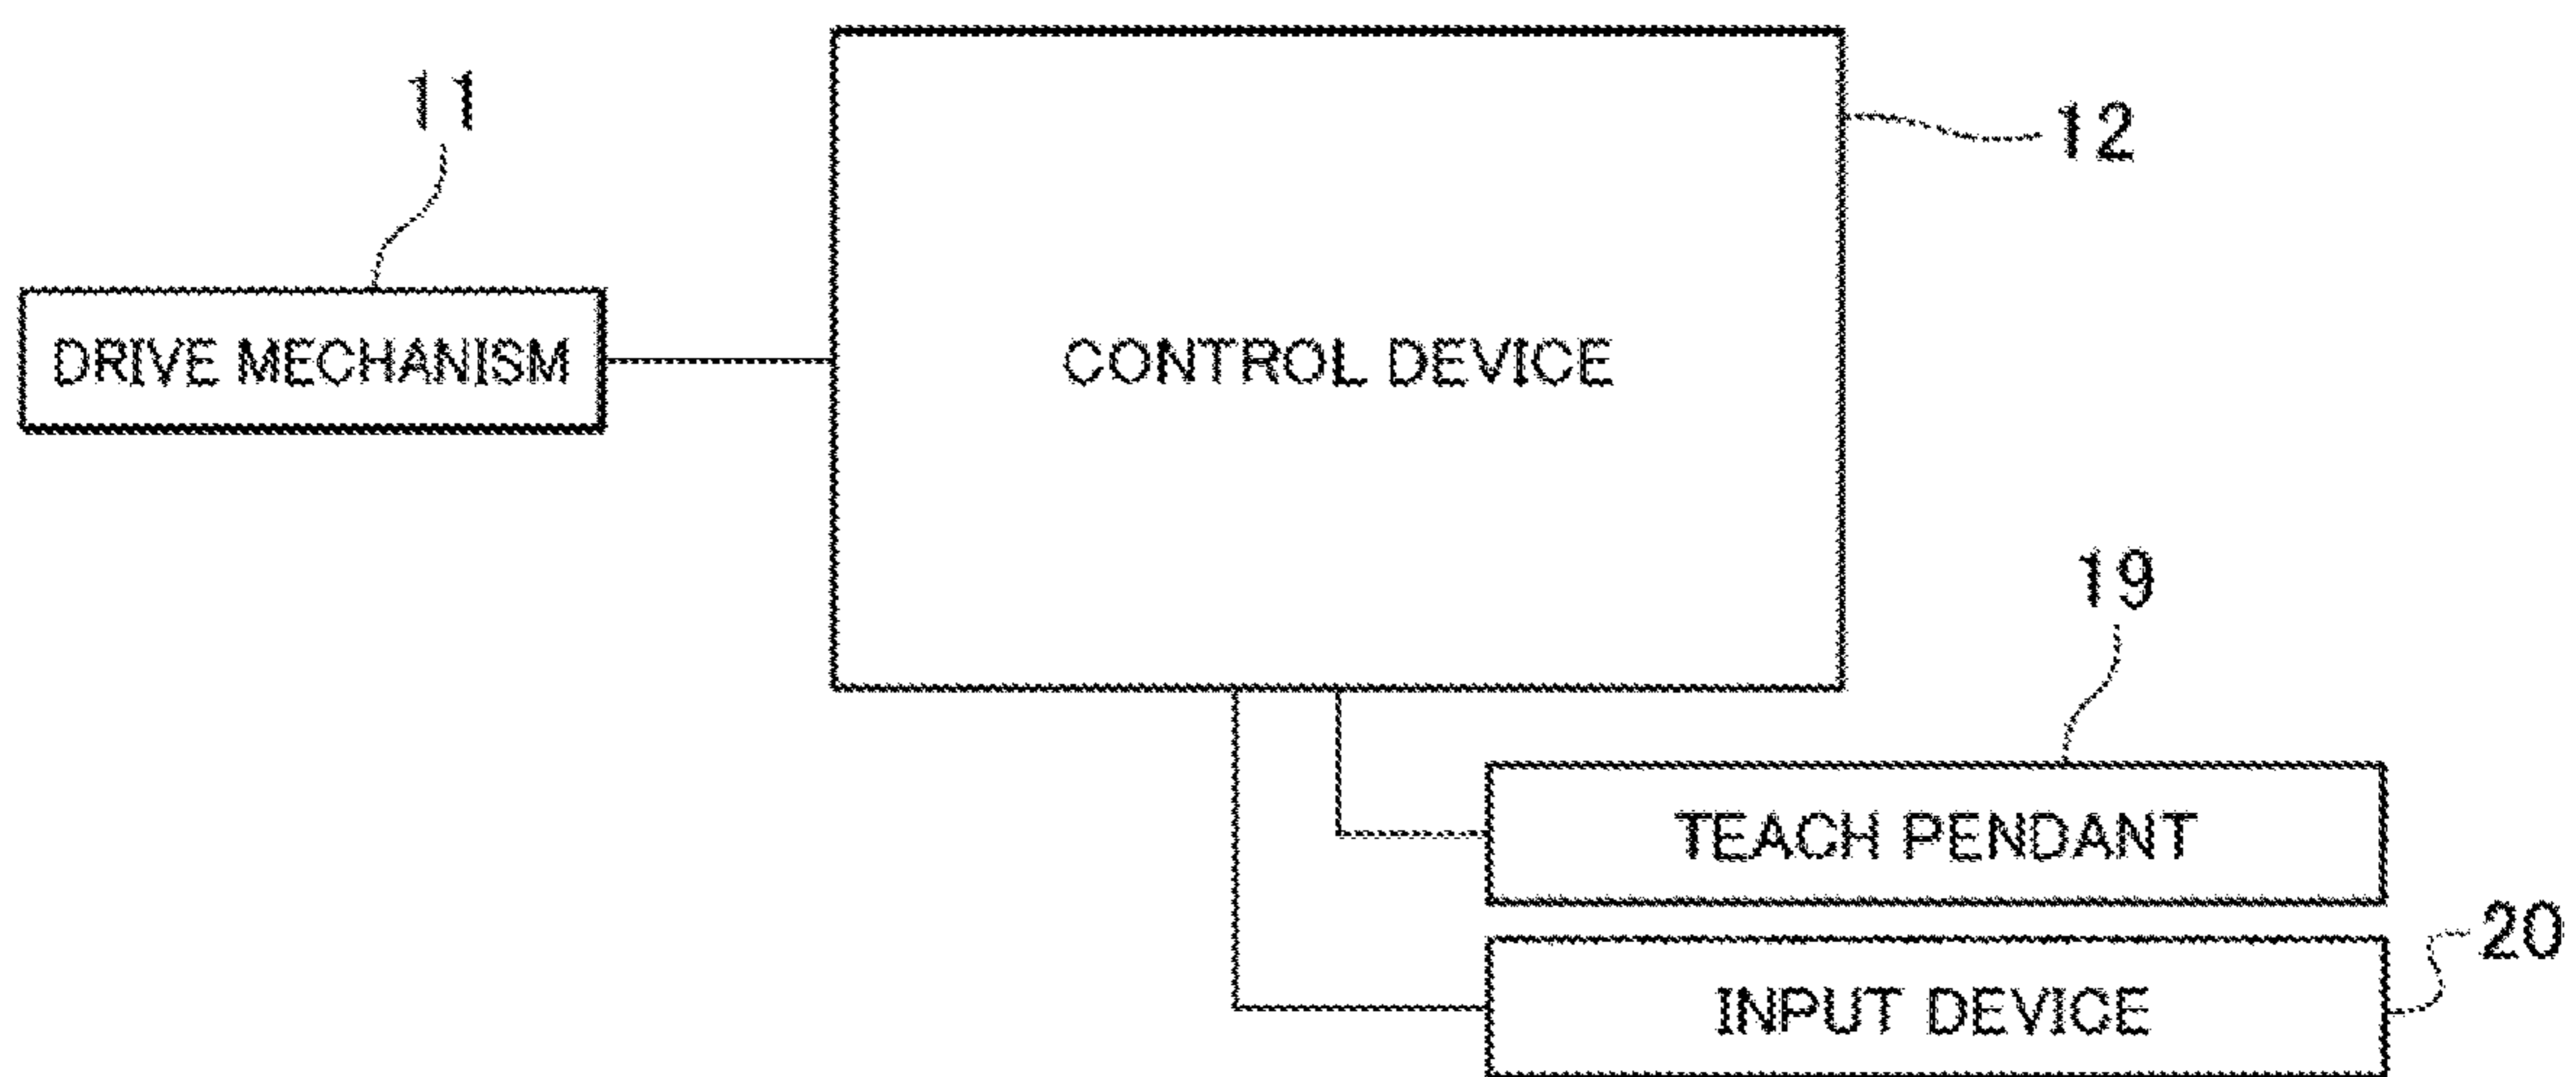 11
12
DRIVE MECHANISM
CONTROL DEVICE
19
TEACH PENDANT
20
INPUT DEVICE